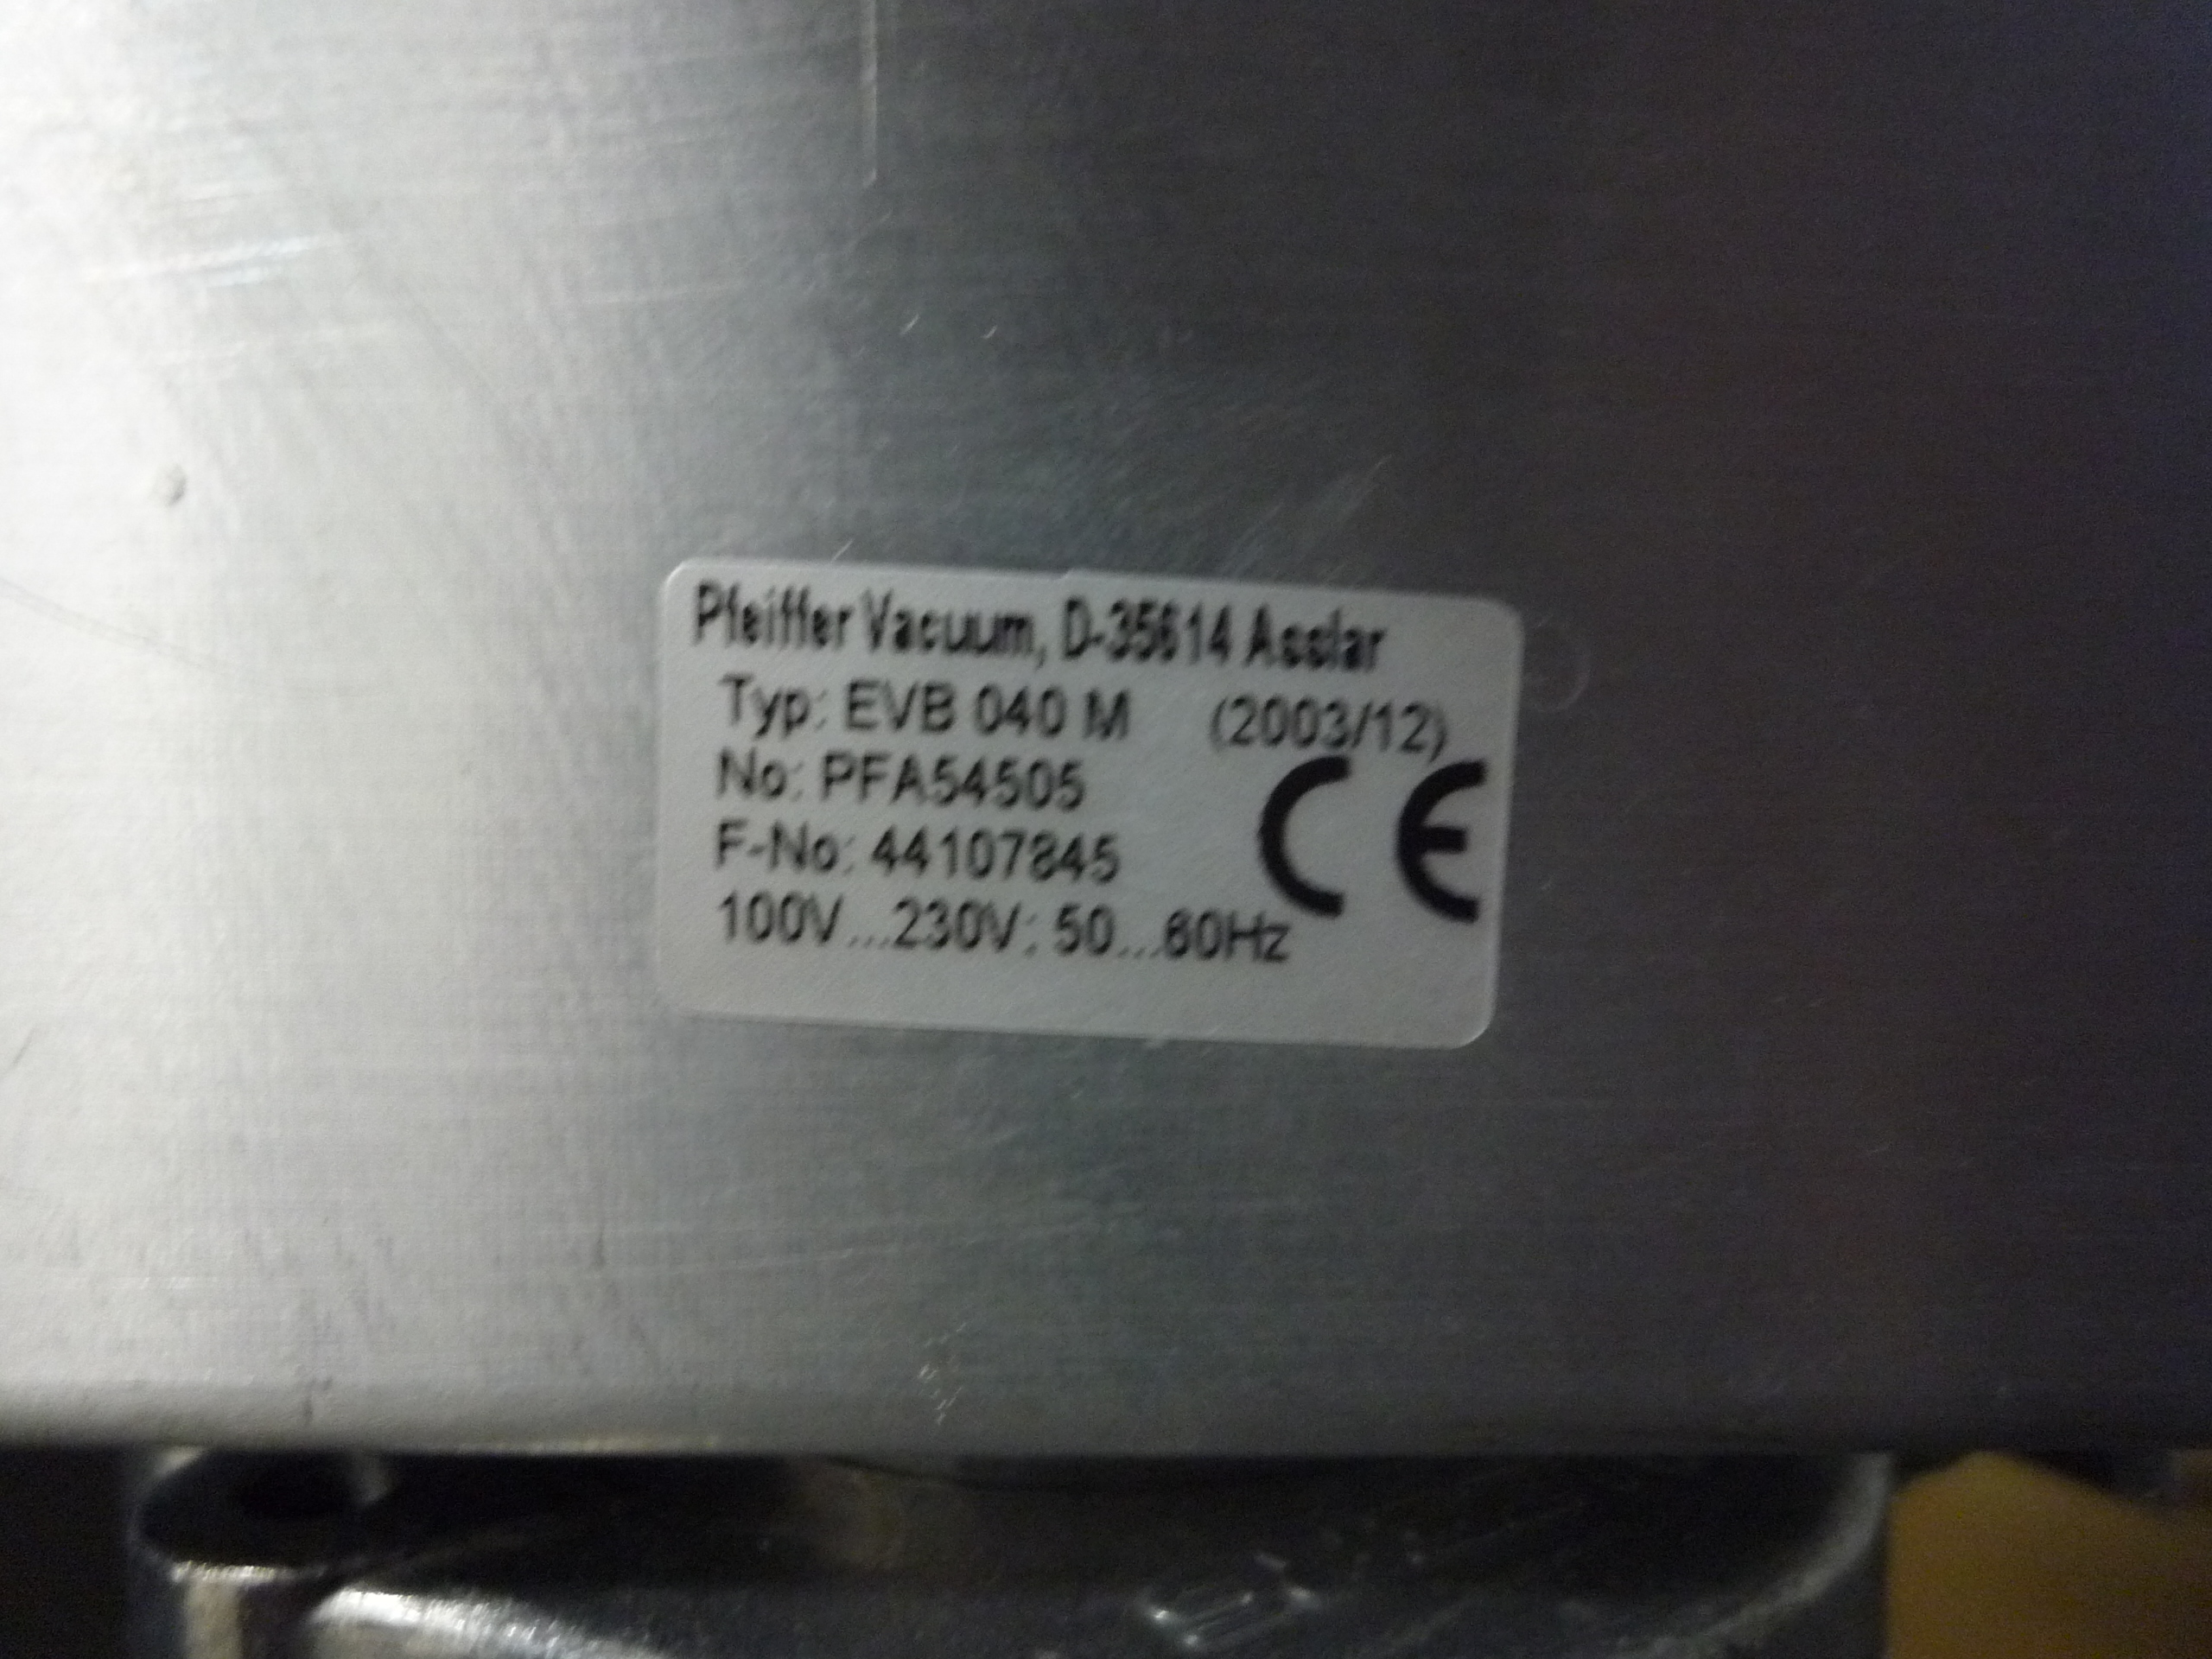 Pfeiffer Vacuum, D-35614 Asslar
Typ: EVB 040 M (2003/12)
No: PFA54505
F-No: 44107845
100V...230V: 50...60Hz
CE